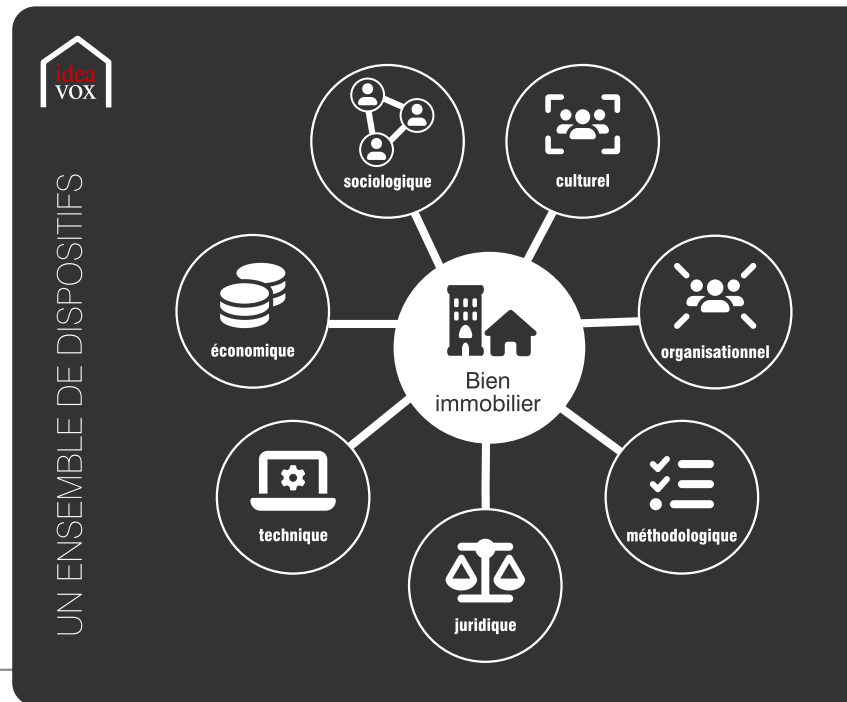 idea
vox
UN ENSEMBLE DE DISPOSITIFS
sociologique
culturel
économique
organisationnel
Bien
immobilier
technique
méthodologique
juridique